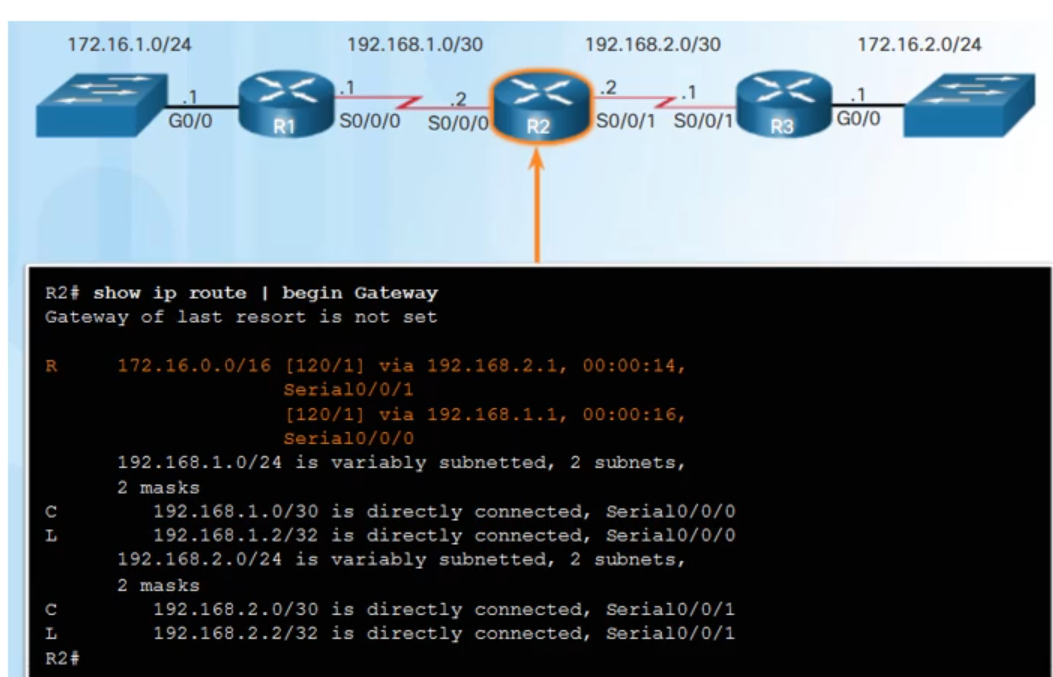 172.16.1.0/24 192.168.1.0/30 192.168.2.0/30 172.16.2.0/24
.1 .1 .2 .2 .1 .1
G0/0 R1 S0/0/0 S0/0/0 R2 S0/0/1 S0/0/1 R3 G0/0
R2# show ip route | begin Gateway
Gateway of last resort is not set
R 172.16.0.0/16 [120/1] via 192.168.2.1, 00:00:14,
Serial0/0/1
[120/1] via 192.168.1.1, 00:00:16,
Serial0/0/0
192.168.1.0/24 is variably subnetted, 2 subnets,
2 masks
C 192.168.1.0/30 is directly connected, Serial0/0/0
L 192.168.1.2/32 is directly connected, Serial0/0/0
192.168.2.0/24 is variably subnetted, 2 subnets,
2 masks
C 192.168.2.0/30 is directly connected, Serial0/0/1
L 192.168.2.2/32 is directly connected, Serial0/0/1
R2#